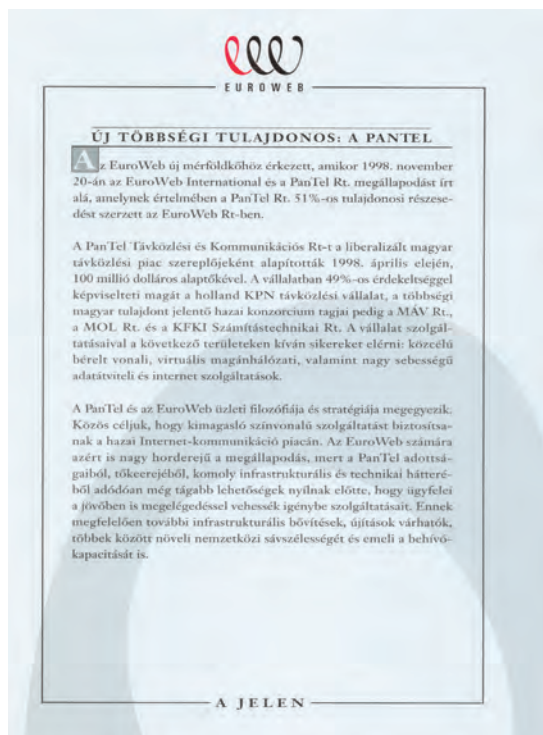 EUROWEB
ÚJ TÖBBSÉGI TULAJDONOS: A PANTEL
Az EuroWeb új mérföldkőhöz érkezett, amikor 1998. november
20-án az EuroWeb International és a PanTel Rt. megállapodást írt
alá, amelynek értelmében a PanTel Rt. 51%-os tulajdonosi részese-
dést szerzett az EuroWeb Rt-ben.
A PanTel Távközlési és Kommunikációs Rt-t a liberalizált magyar
távközlési piac szereplőjeként alapították 1998. április elején,
100 millió dolláros alaptőkével. A vállalatban 49%-os érdekeltséggel
képviselteti magát a holland KPN távközlési vállalat, a többségi
magyar tulajdont jelentő hazai konzorcium tagjai pedig a MÁV Rt.,
a MOL Rt. és a KFKI Számítástechnikai Rt. A vállalat szolgál-
tatásaival a következő területeken kíván sikereket elérni: közcélú
bérelt vonali, virtuális magánhálózati, valamint nagy sebességű
adatátviteli és internet szolgáltatások.
A PanTel és az EuroWeb üzleti filozófiája és stratégiája megegyezik.
Közös céljuk, hogy kimagasló színvonalú szolgáltatást biztosítsa-
nak a hazai Internet-kommunikáció piacán. Az EuroWeb számára
azért is nagy horderejű a megállapodás, mert a PanTel adottsá-
gaiból, tőkeerejéből, komoly infrastrukturális és technikai hátteré-
ből adódóan még tágabb lehetőségek nyílnak előtte, hogy ügyfelei
a jövőben is megelégedéssel vehessék igénybe szolgáltatásait. Ennek
megfelelően további infrastrukturális bővítések, újítások várhatók,
többek között növeli nemzetközi sávszélességét és emeli a behívó-
kapacitását is.
A JELEN